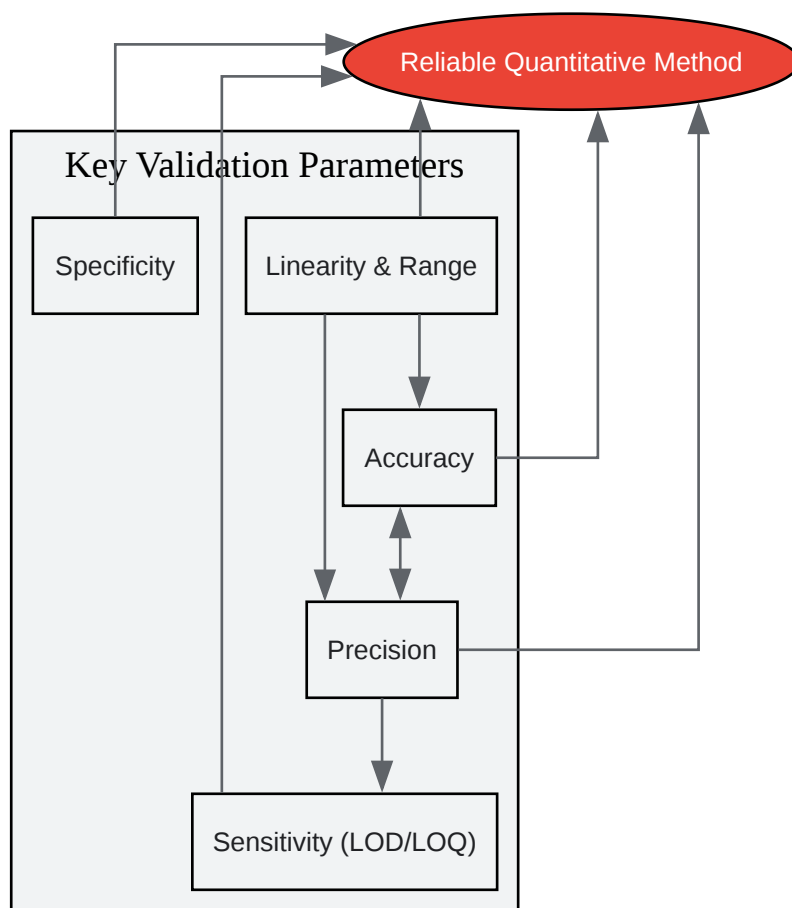 Reliable Quantitative Method
Key Validation Parameters
Specificity
Linearity & Range
Accuracy
Precision
Sensitivity (LOD/LOQ)